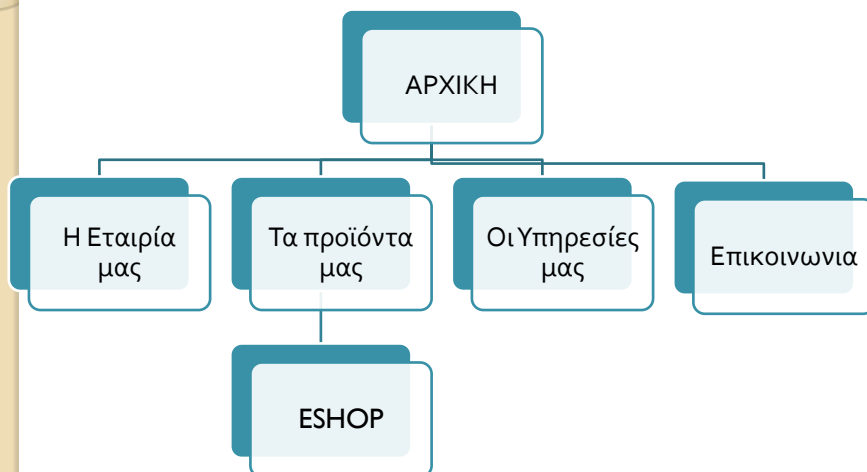 ΑΡΧΙΚΗ
Η Εταιρία
μας
Τα προϊόντα
μας
Οι Υπηρεσίες
μας
Επικοινωνια
ESHOP